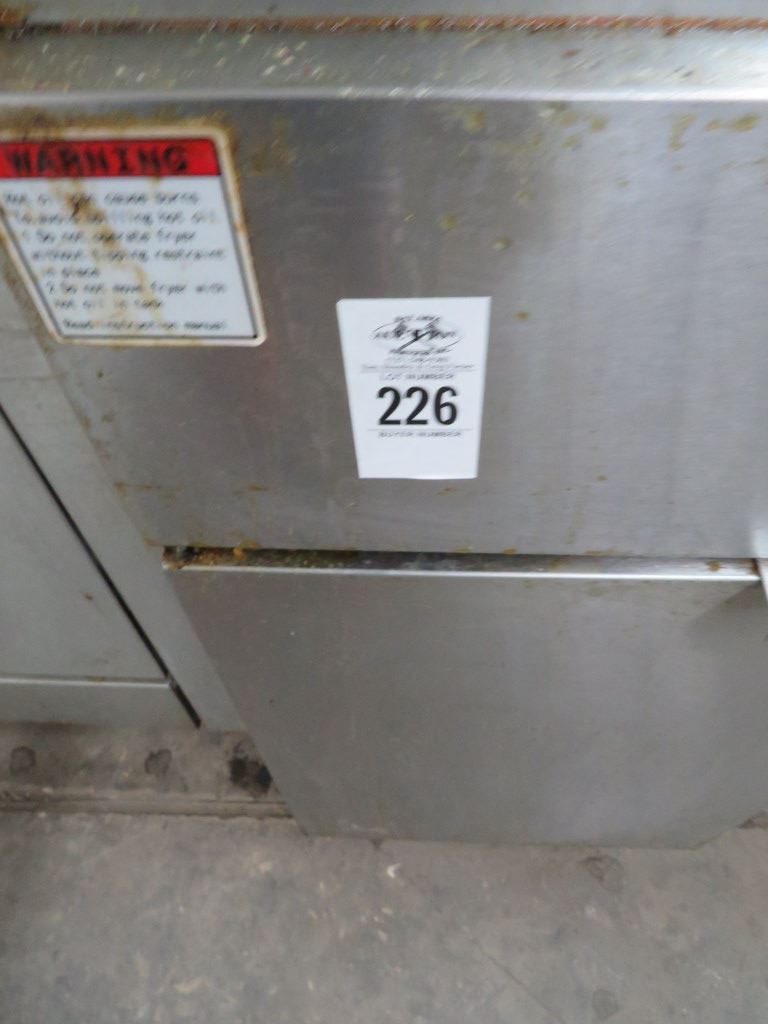 WARNING
Hot oil can cause burns
To avoid spilling hot oil
1 Do not operate fryer
without tipping restraint
in place
2 Do not move fryer with
hot oil in tank
Read instruction manual
LOT NUMBER
226
BUYER NUMBER